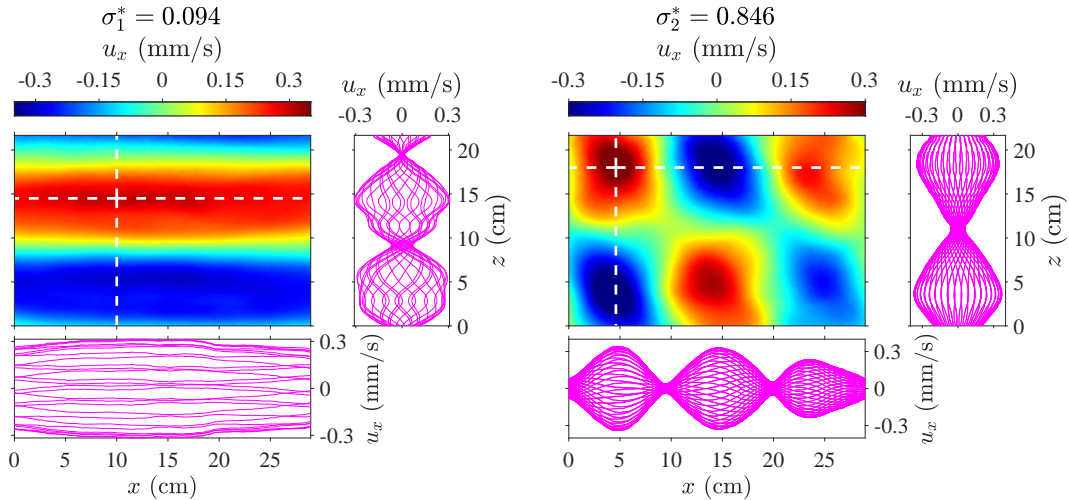 σ₁* = 0.094
u_x (mm/s)
-0.3 -0.15 0 0.15 0.3
u_x (mm/s)
-0.3 0 0.3
20
15
10
5
0
z (cm)
0.3
0
-0.3
u_x (mm/s)
0 5 10 15 20 25
x (cm)
σ₂* = 0.846
u_x (mm/s)
-0.3 -0.15 0 0.15 0.3
u_x (mm/s)
-0.3 0 0.3
20
15
10
5
0
z (cm)
0.3
0
-0.3
u_x (mm/s)
0 5 10 15 20 25
x (cm)